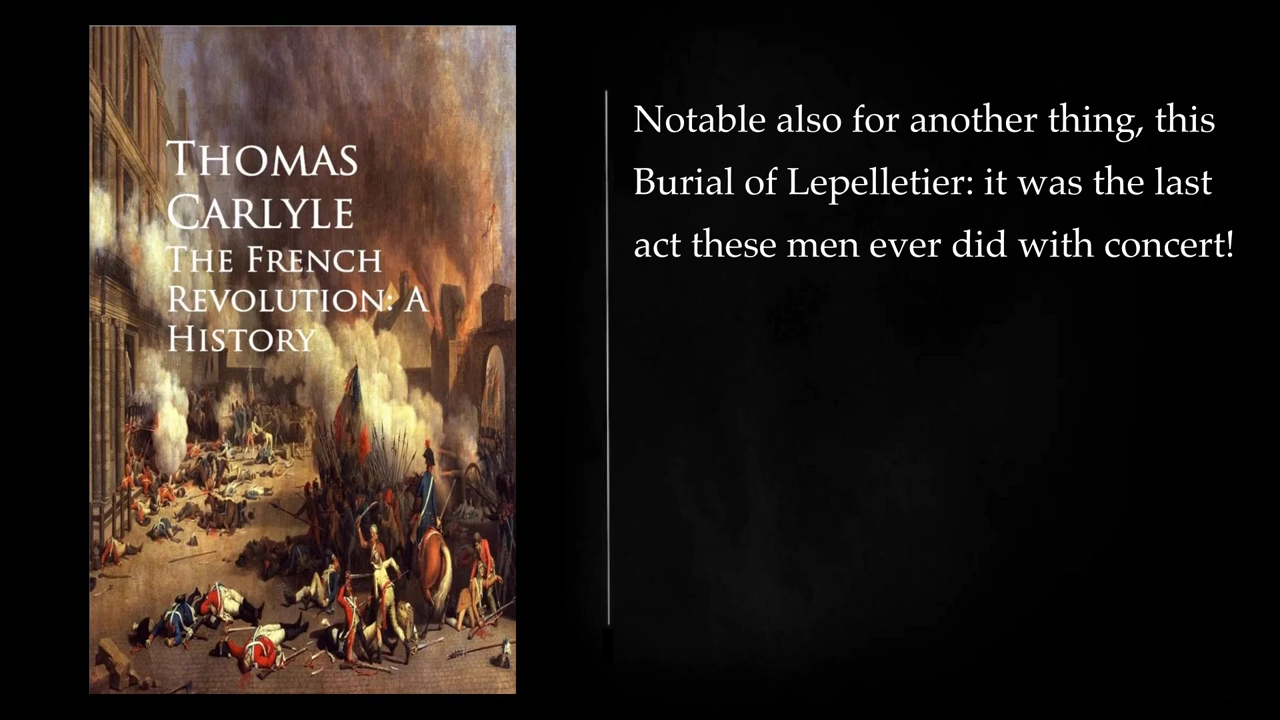 THOMAS
CARLYLE
THE FRENCH
REVOLUTION: A
HISTORY
Notable also for another thing, this
Burial of Lepelletier: it was the last
act these men ever did with concert!